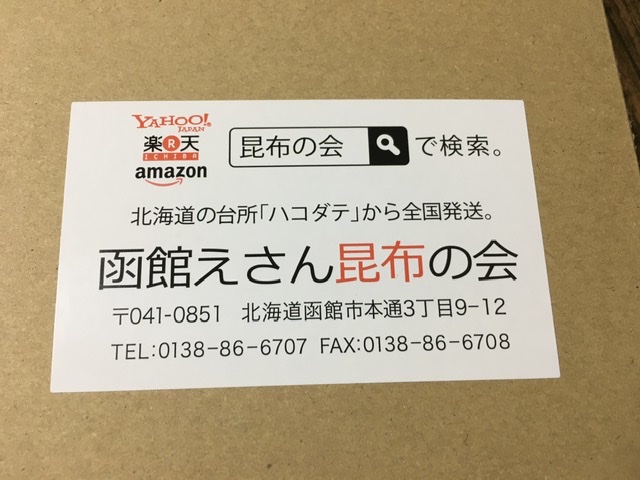 YAHOO!
JAPAN
楽R天
ICHIBA
amazon
昆布の会 で検索。
北海道の台所「ハコダテ」から全国発送。
函館えさん昆布の会
〒041-0851 北海道函館市本通3丁目9-12
TEL:0138-86-6707 FAX:0138-86-6708